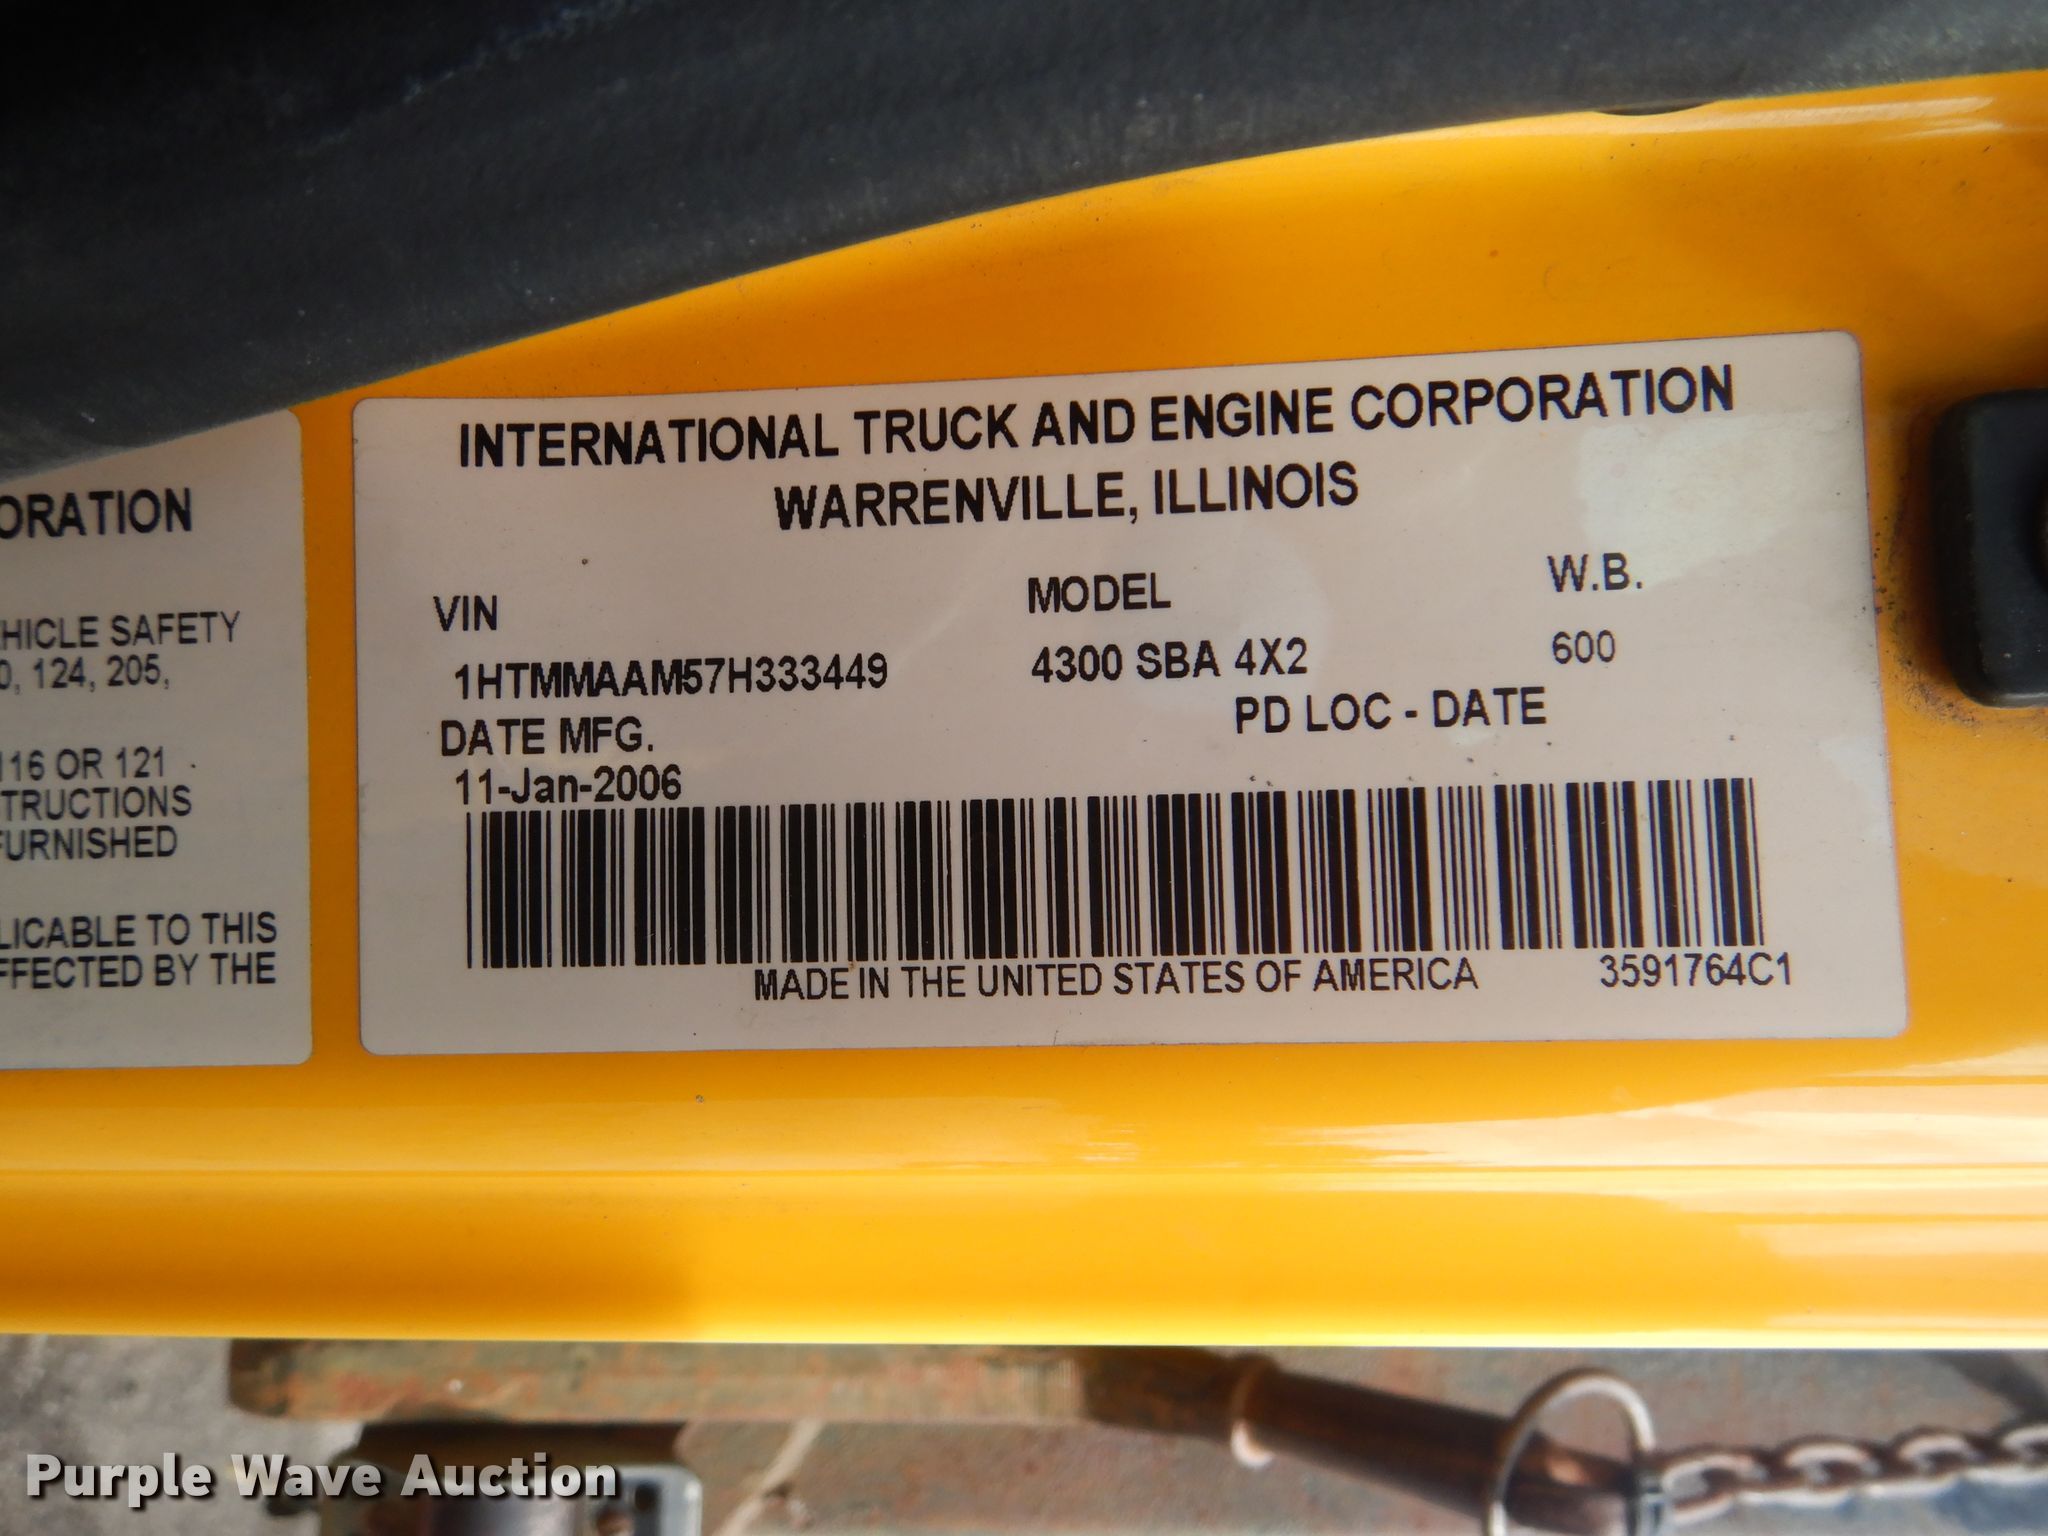 ORATION
HICLE SAFETY
0, 124, 205,
116 OR 121
TRUCTIONS
FURNISHED
LICABLE TO THIS
FFECTED BY THE
INTERNATIONAL TRUCK AND ENGINE CORPORATION
WARRENVILLE, ILLINOIS
VIN MODEL W.B.
1HTMMAAM57H333449 4300 SBA 4X2 600
DATE MFG. PD LOC - DATE
11-Jan-2006
MADE IN THE UNITED STATES OF AMERICA 3591764C1
Purple Wave Auction